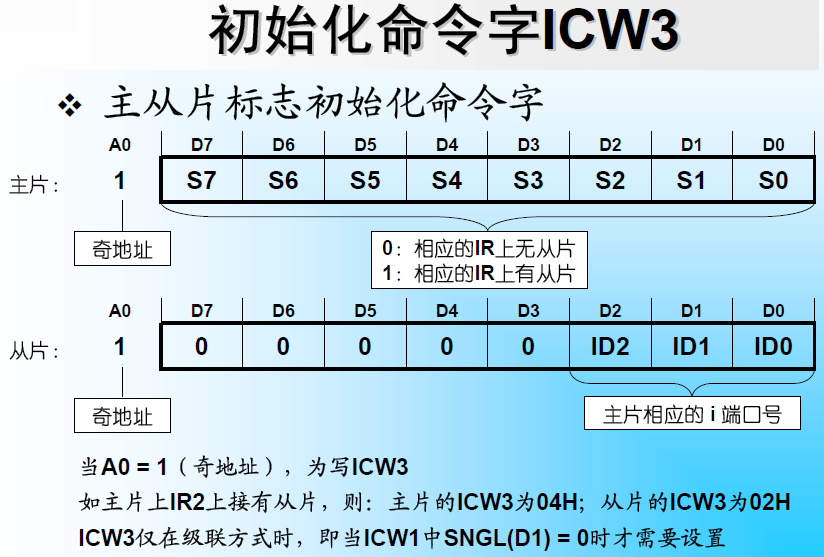 初始化命令字ICW3
❖ 主从片标志初始化命令字
A0 D7 D6 D5 D4 D3 D2 D1 D0
主片: 1 S7 S6 S5 S4 S3 S2 S1 S0
奇地址
0: 相应的IR上无从片
1: 相应的IR上有从片
A0 D7 D6 D5 D4 D3 D2 D1 D0
从片: 1 0 0 0 0 0 ID2 ID1 ID0
奇地址
主片相应的 i 端口号
当A0 = 1（奇地址），为写ICW3
如主片上IR2上接有从片，则：主片的ICW3为04H；从片的ICW3为02H
ICW3仅在级联方式时，即当ICW1中SNGL(D1) = 0时才需要设置